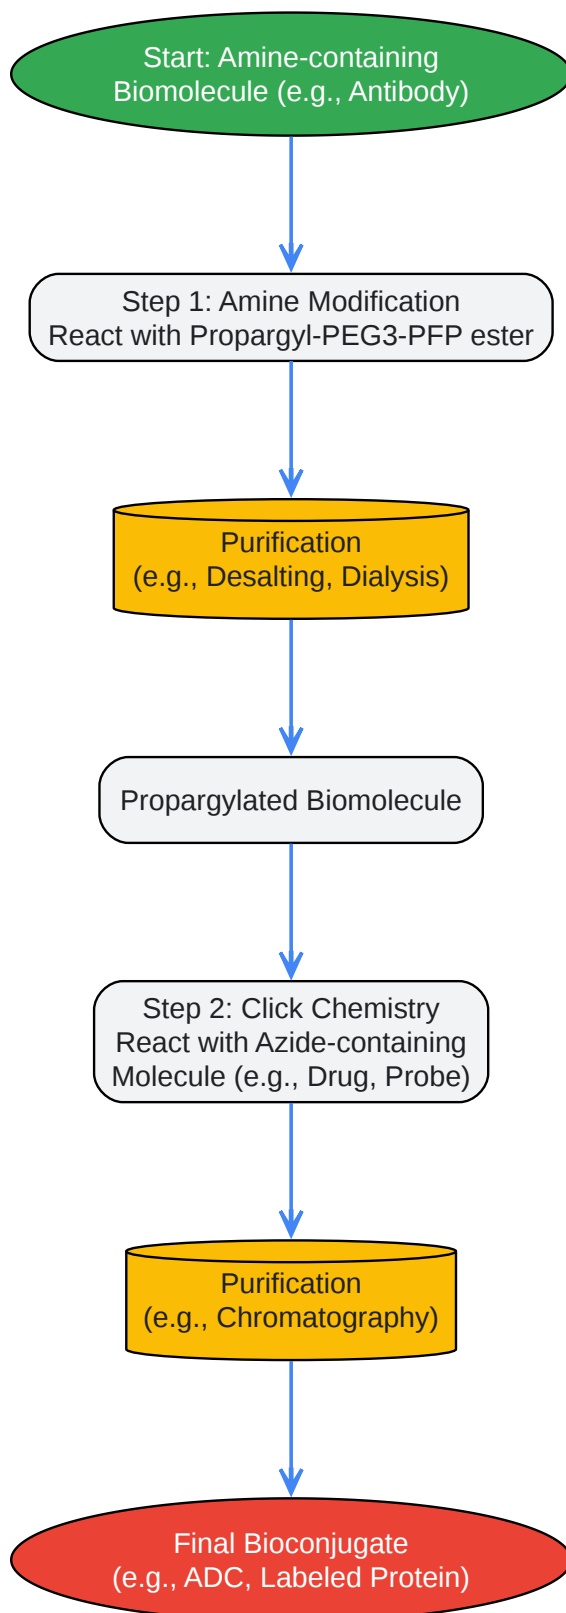 Start: Amine-containing
Biomolecule (e.g., Antibody)
Step 1: Amine Modification
React with Propargyl-PEG3-PFP ester
Purification
(e.g., Desalting, Dialysis)
Propargylated Biomolecule
Step 2: Click Chemistry
React with Azide-containing
Molecule (e.g., Drug, Probe)
Purification
(e.g., Chromatography)
Final Bioconjugate
(e.g., ADC, Labeled Protein)